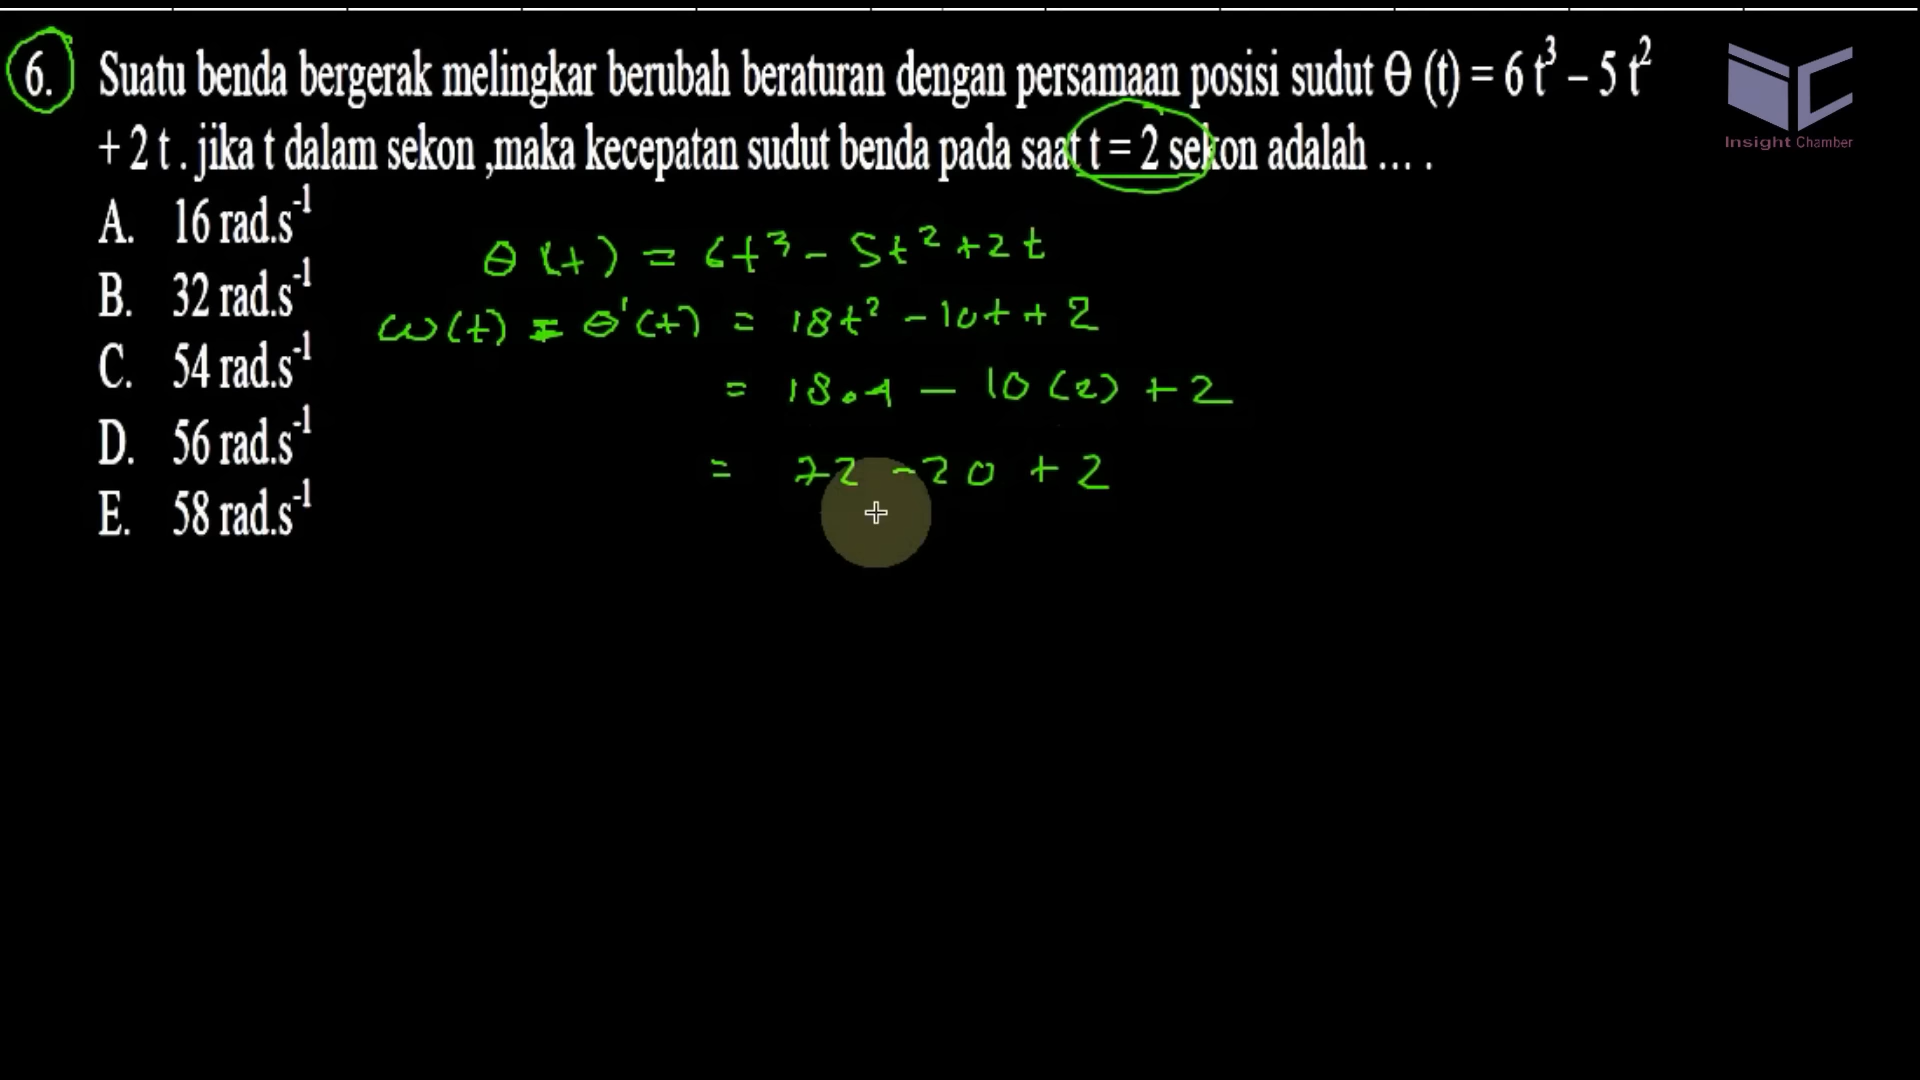 6. Suatu benda bergerak melingkar berubah beraturan dengan persamaan posisi sudut Ɵ (t) = 6 t³ – 5 t²
+ 2 t . jika t dalam sekon ,maka kecepatan sudut benda pada saat t = 2 sekon adalah ... .
A. 16 rad.s⁻¹
B. 32 rad.s⁻¹
C. 54 rad.s⁻¹
D. 56 rad.s⁻¹
E. 58 rad.s⁻¹
θ (t) = 6t³ - 5t² + 2t
ω(t) = θ'(t) = 18t² - 10t + 2
= 18.4 - 10(2) + 2
= 72 - 20 + 2
Insight Chamber